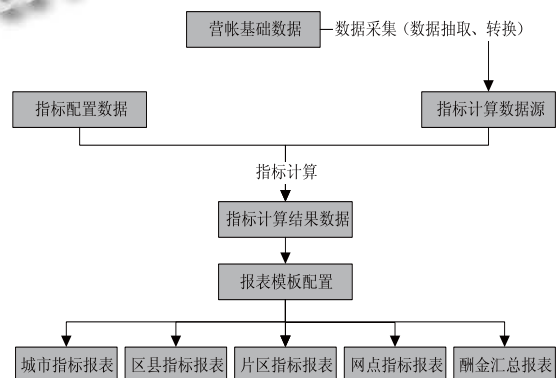 营帐基础数据
数据采集（数据抽取、转换）
指标配置数据
指标计算数据源
指标计算
指标计算结果数据
报表模板配置
城市指标报表
区县指标报表
片区指标报表
网点指标报表
酬金汇总报表